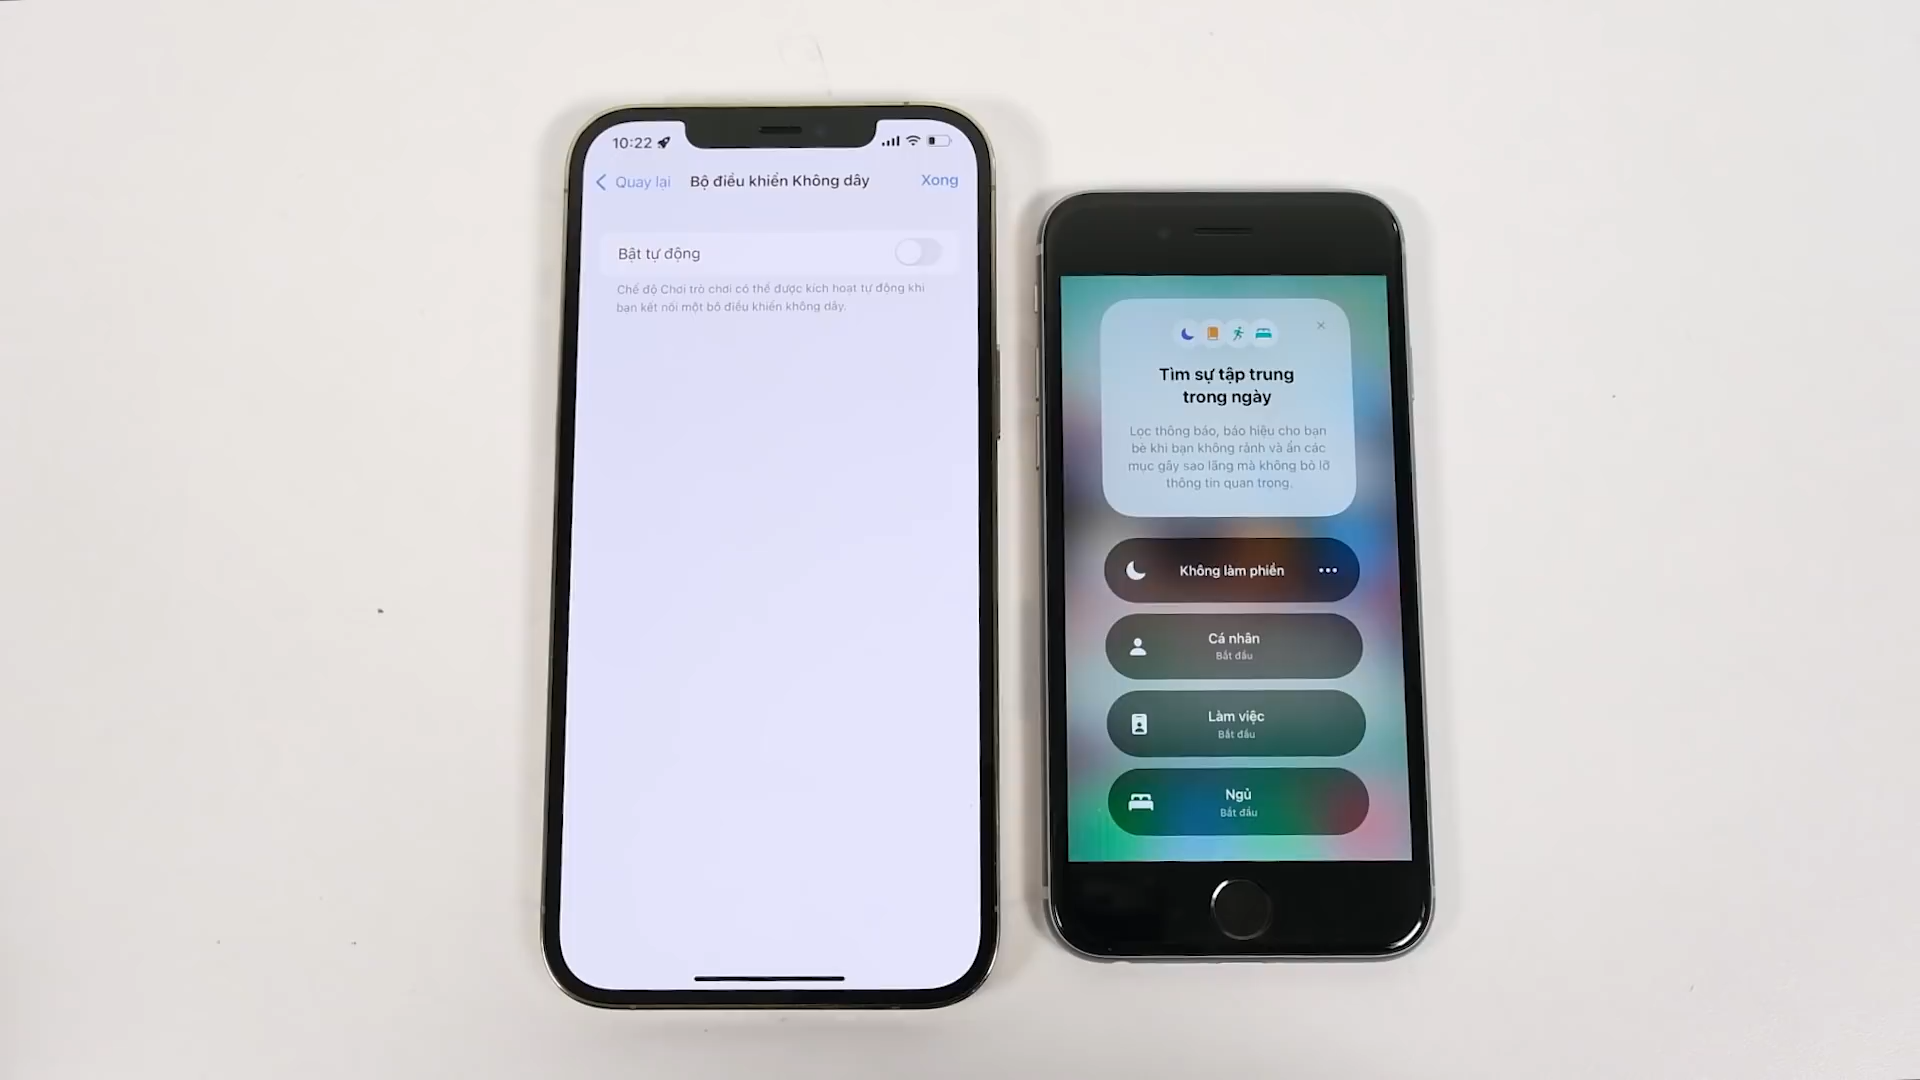 10:22
Quay lại
Bộ điều khiển Không dây
Xong
Bật tự động
Chế độ Chơi trò chơi có thể được kích hoạt tự động khi
bạn kết nối một bộ điều khiển không dây.
Tìm sự tập trung
trong ngày
Lọc thông báo, báo hiệu cho bạn
bè khi bạn không rảnh và ẩn các
mục gây sao lãng mà không bỏ lỡ
thông tin quan trọng.
Không làm phiền
Cá nhân
Bắt đầu
Làm việc
Bắt đầu
Ngủ
Bắt đầu